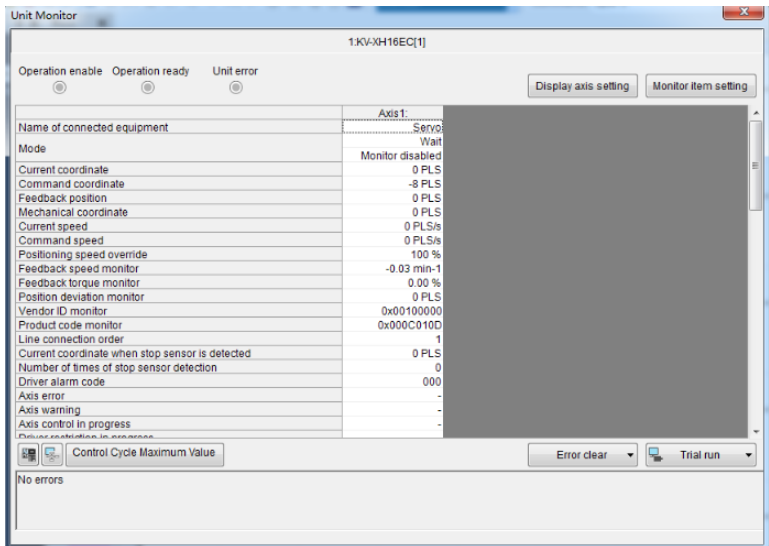 Unit Monitor
1:KV-XH16EC[1]
Operation enable Operation ready Unit error
Display axis setting Monitor item setting
Axis1:
Name of connected equipment Servo
Mode Wait
Monitor disabled
Current coordinate 0 PLS
Command coordinate -8 PLS
Feedback position 0 PLS
Mechanical coordinate 0 PLS
Current speed 0 PLS/s
Command speed 0 PLS/s
Positioning speed override 100 %
Feedback speed monitor -0.03 min-1
Feedback torque monitor 0.00 %
Position deviation monitor 0 PLS
Vendor ID monitor 0x00100000
Product code monitor 0x000C010D
Line connection order 1
Current coordinate when stop sensor is detected 0 PLS
Number of times of stop sensor detection 0
Driver alarm code 000
Axis error -
Axis warning -
Axis control in progress -
Driver restriction in progress
Control Cycle Maximum Value Error clear Trial run
No errors